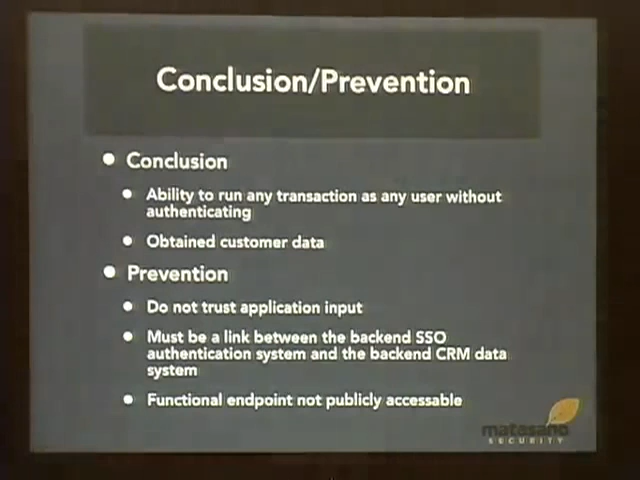 Conclusion/Prevention
Conclusion
Ability to run any transaction as any user without
authenticating
Obtained customer data
Prevention
Do not trust application input
Must be a link between the backend SSO
authentication system and the backend CRM data
system
Functional endpoint not publicly accessable
matasano
SECURITY